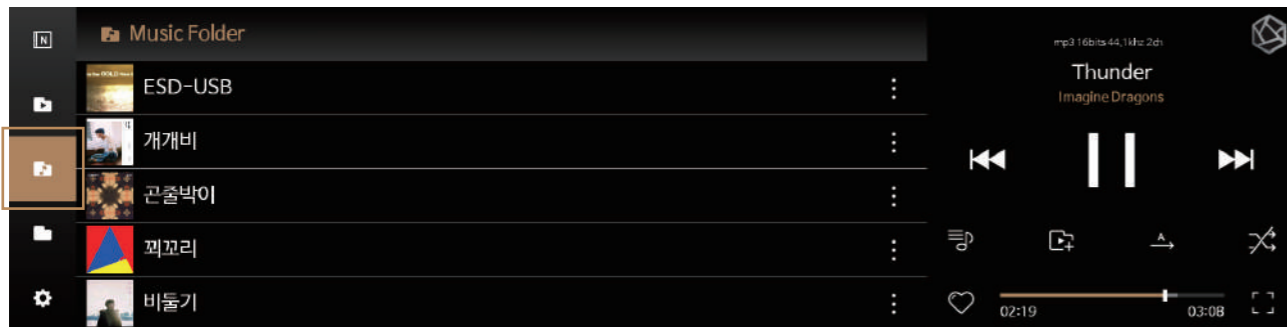 N
Music Folder
ESD-USB
개개비
곤줄박이
꾀꼬리
비둘기
mp3 16bits 44,1khz 2ch
Thunder
Imagine Dragons
A
02:19
03:08